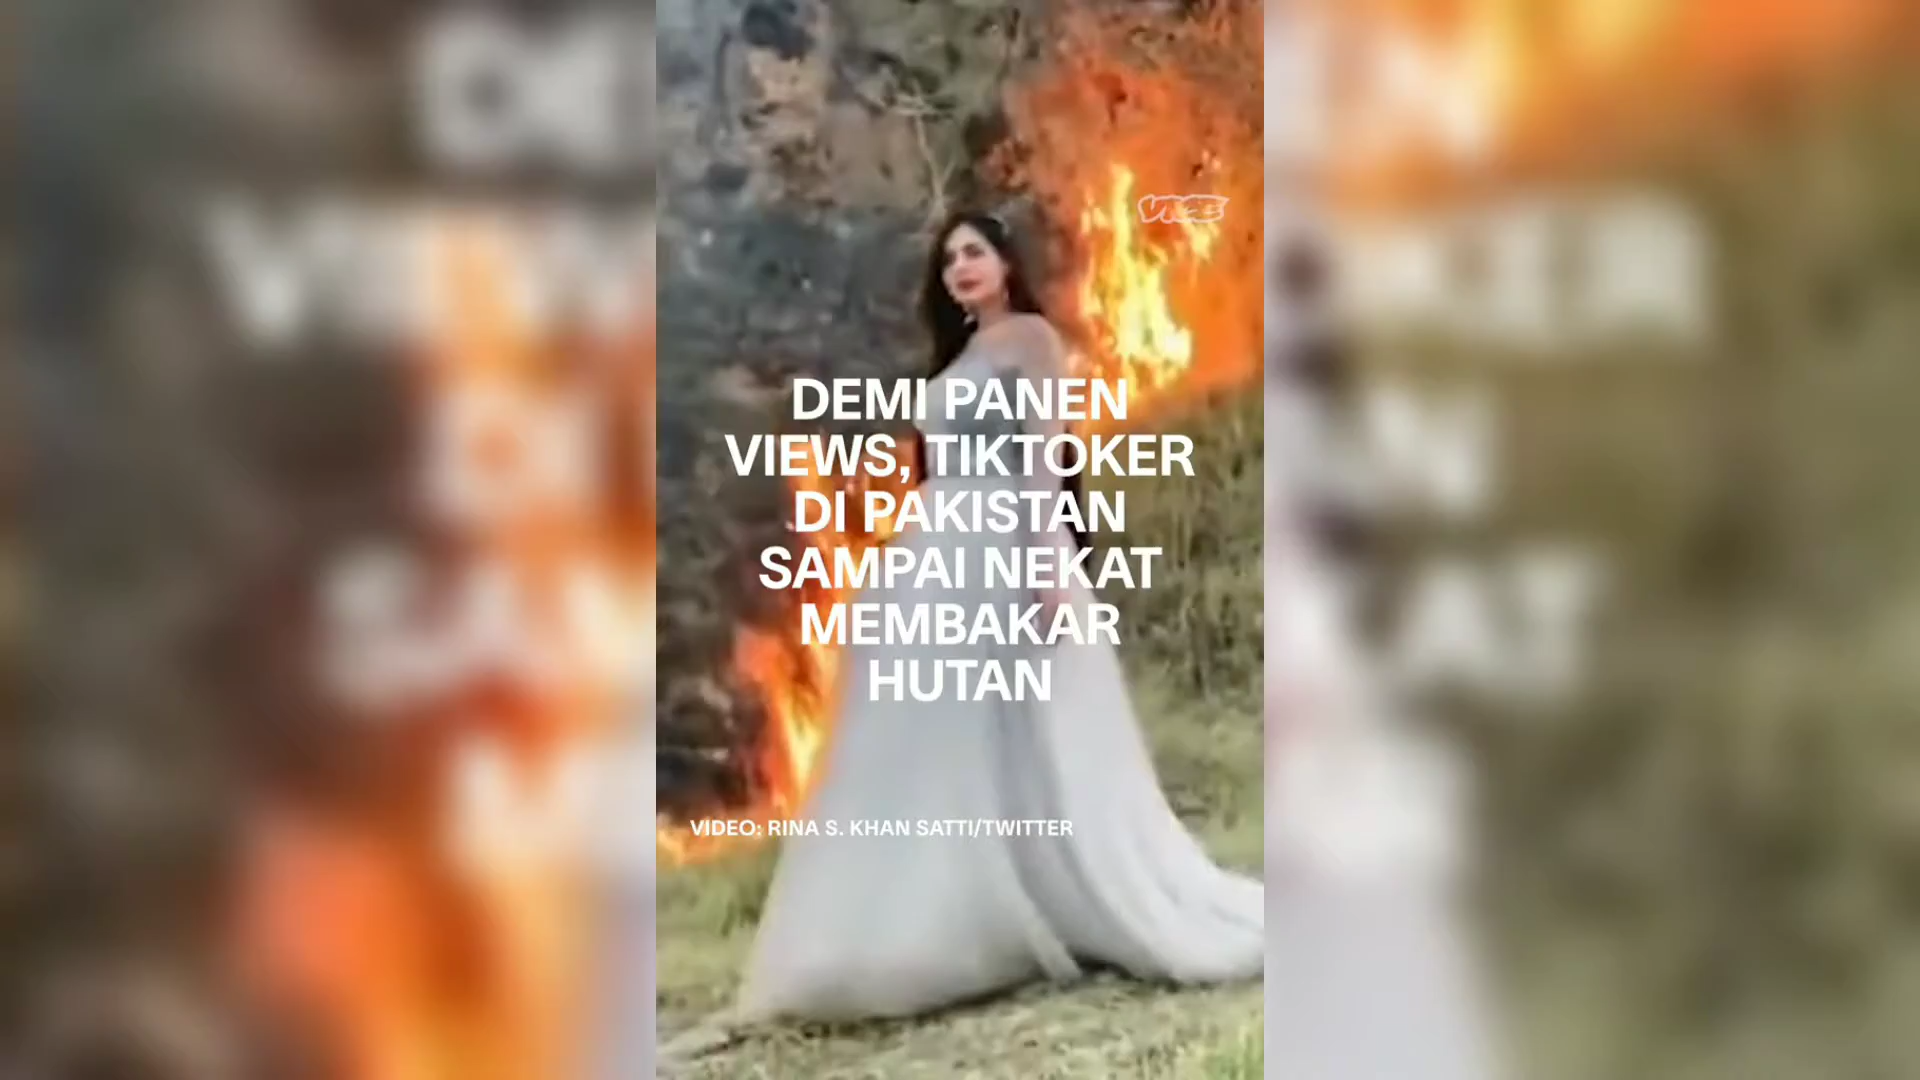 VICE
DEMI PANEN
VIEWS, TIKTOKER
DI PAKISTAN
SAMPAI NEKAT
MEMBAKAR
HUTAN
VIDEO: RINA S. KHAN SATTI/TWITTER